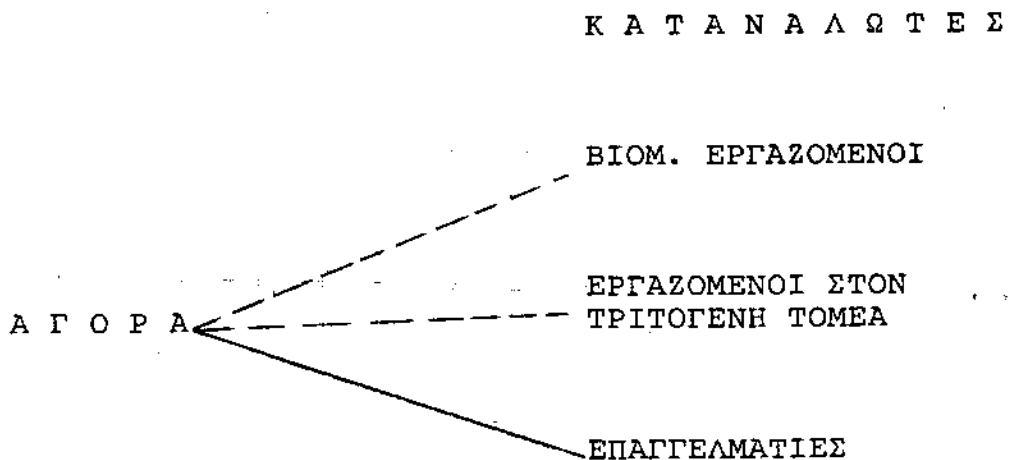 Κ Α Τ Α Ν Α Λ Ω Τ Ε Σ
ΒΙΟΜ. ΕΡΓΑΖΟΜΕΝΟΙ
ΕΡΓΑΖΟΜΕΝΟΙ ΣΤΟΝ
ΤΡΙΤΟΓΕΝΗ ΤΟΜΕΑ
Α Γ Ο Ρ Α
ΕΠΑΓΓΕΛΜΑΤΙΕΣ